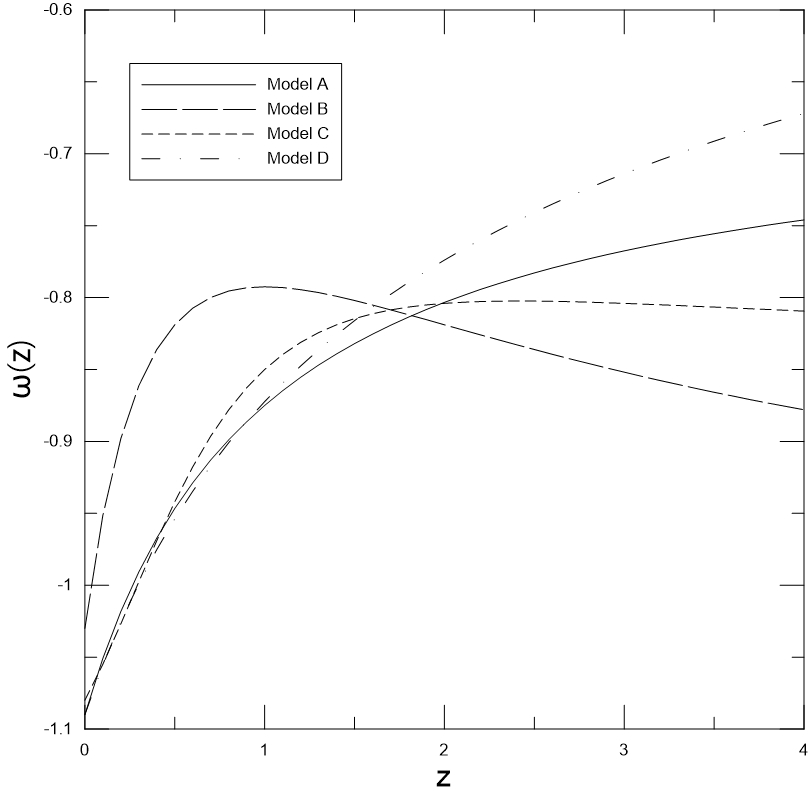 -0.6
Model A
Model B
Model C
Model D
-0.7
-0.8
ω(z)
-0.9
-1
-1.1
0 1 2 3 4
z